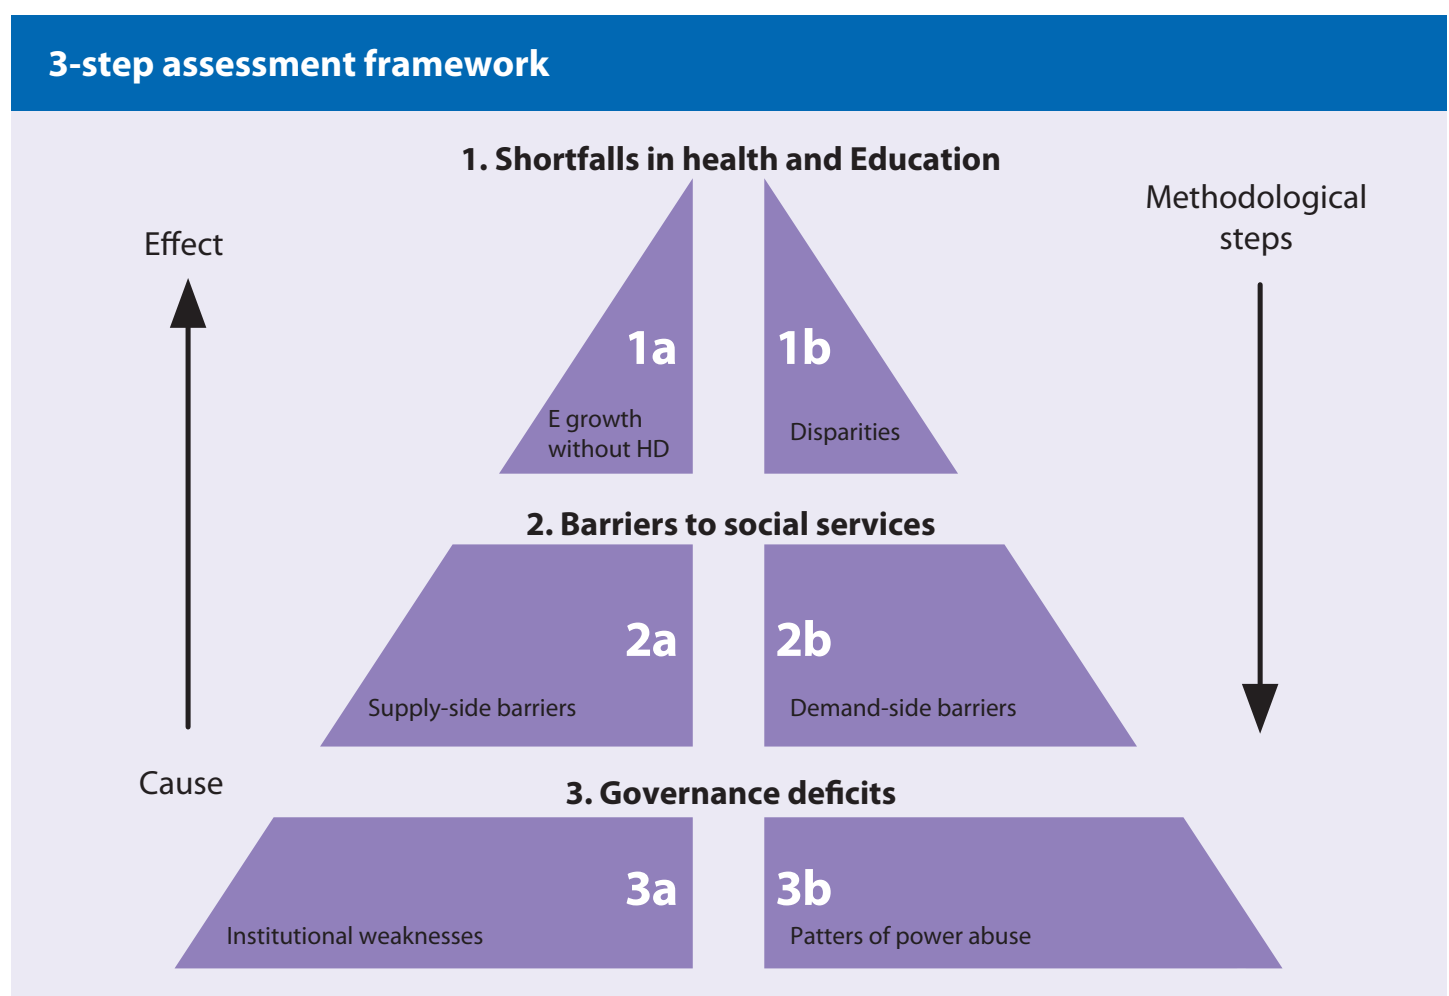 3-step assessment framework
1. Shortfalls in health and Education
Methodological
steps
Effect
1a
1b
E growth
without HD
Disparities
2. Barriers to social services
2a
2b
Supply-side barriers
Demand-side barriers
Cause
3. Governance deficits
3a
3b
Institutional weaknesses
Patters of power abuse